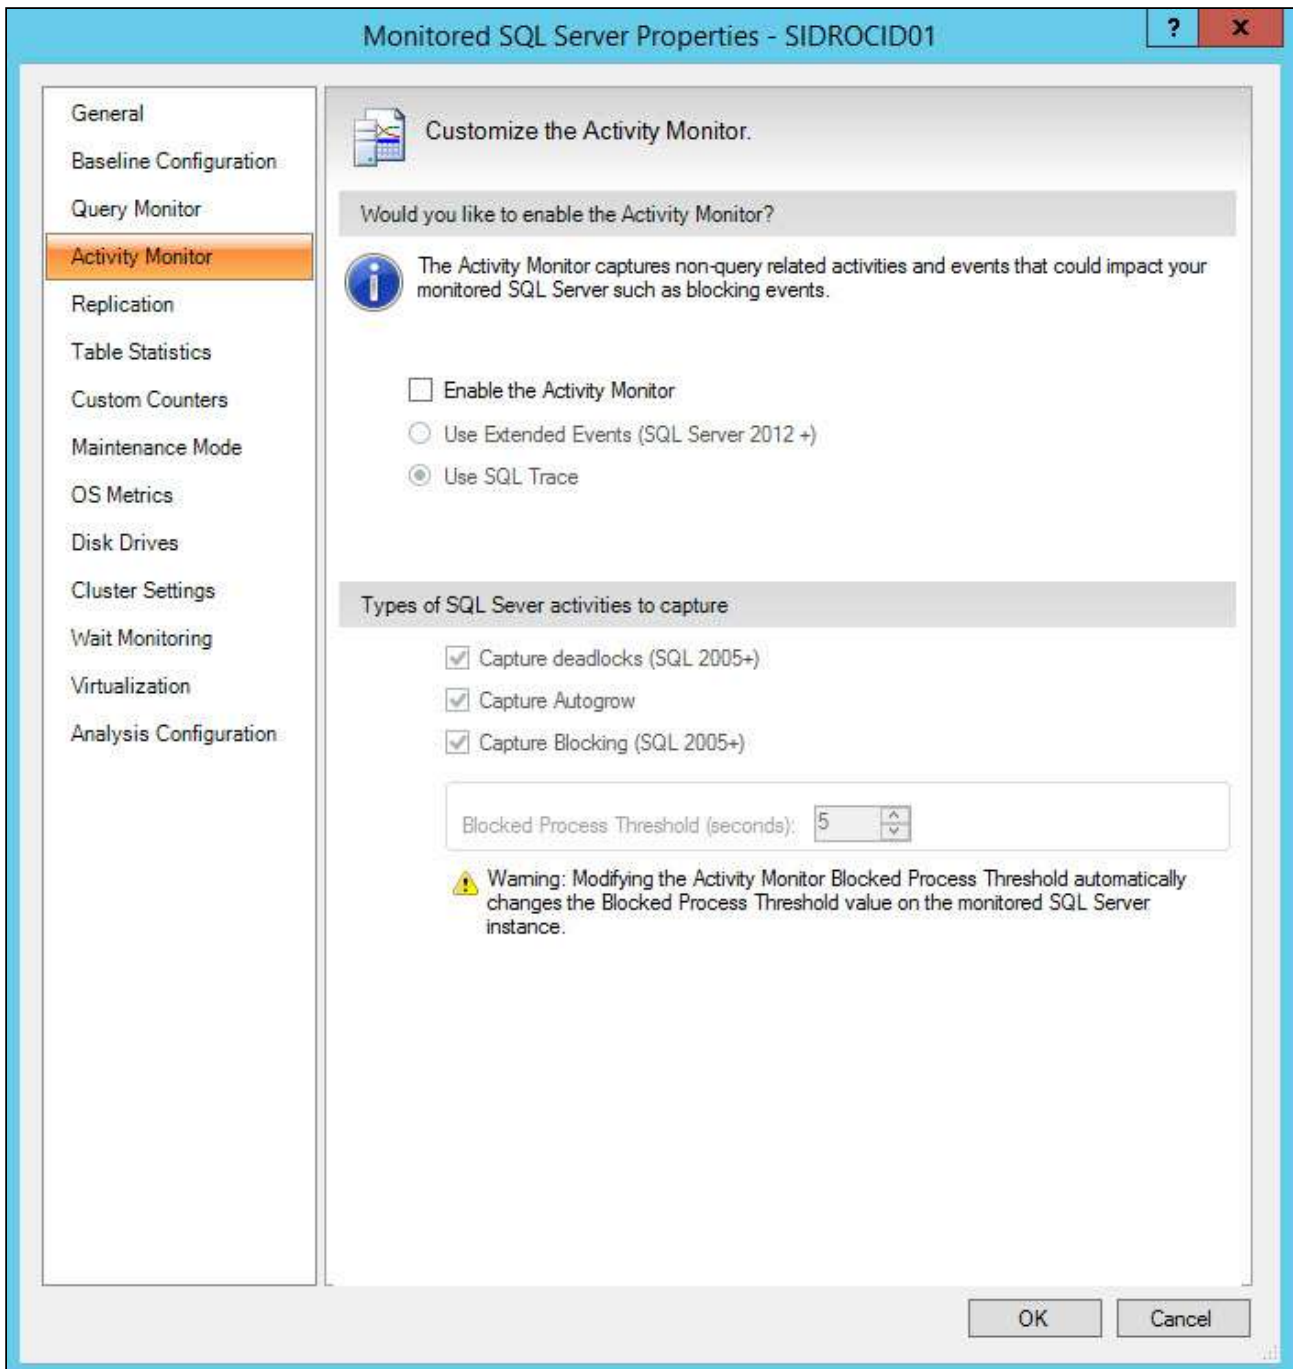 Monitored SQL Server Properties - SIDROCID01
?
x
General
Baseline Configuration
Query Monitor
Activity Monitor
Replication
Table Statistics
Custom Counters
Maintenance Mode
OS Metrics
Disk Drives
Cluster Settings
Wait Monitoring
Virtualization
Analysis Configuration
Customize the Activity Monitor.
Would you like to enable the Activity Monitor?
The Activity Monitor captures non-query related activities and events that could impact your
monitored SQL Server such as blocking events.
Enable the Activity Monitor
Use Extended Events (SQL Server 2012 +)
Use SQL Trace
Types of SQL Sever activities to capture
Capture deadlocks (SQL 2005+)
Capture Autogrow
Capture Blocking (SQL 2005+)
Blocked Process Threshold (seconds): 5
Warning: Modifying the Activity Monitor Blocked Process Threshold automatically
changes the Blocked Process Threshold value on the monitored SQL Server
instance.
OK Cancel